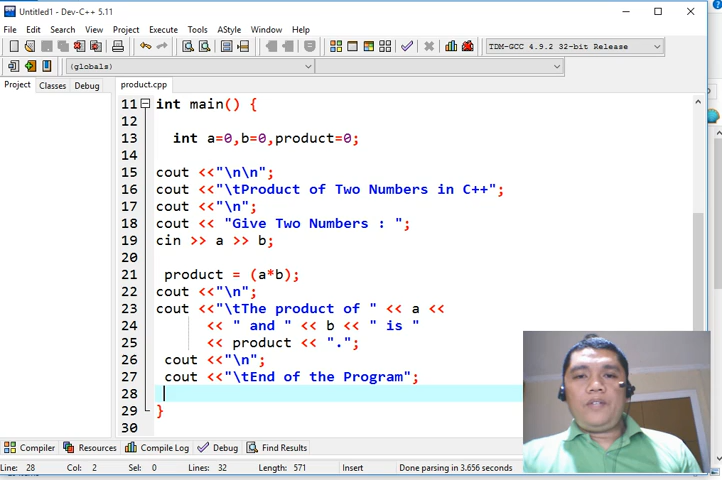 Untitled1 - Dev-C++ 5.11
File Edit Search View Project Execute Tools AStyle Window Help
TDM-GCC 4.9.2 32-bit Release
(globals)
Project Classes Debug product.cpp
11 int main() {
12
13 int a=0,b=0,product=0;
14
15 cout <<"\n\n";
16 cout <<"\tProduct of Two Numbers in C++";
17 cout <<"\n";
18 cout << "Give Two Numbers : ";
19 cin >> a >> b;
20
21 product = (a*b);
22 cout <<"\n";
23 cout <<"\tThe product of " << a <<
24 << " and " << b << " is "
25 << product << ".";
26 cout <<"\n";
27 cout <<"\tEnd of the Program";
28
29 }
30
Compiler Resources Compile Log Debug Find Results
Line: 28 Col: 2 Sel: 0 Lines: 32 Length: 571 Insert Done parsing in 3.656 seconds